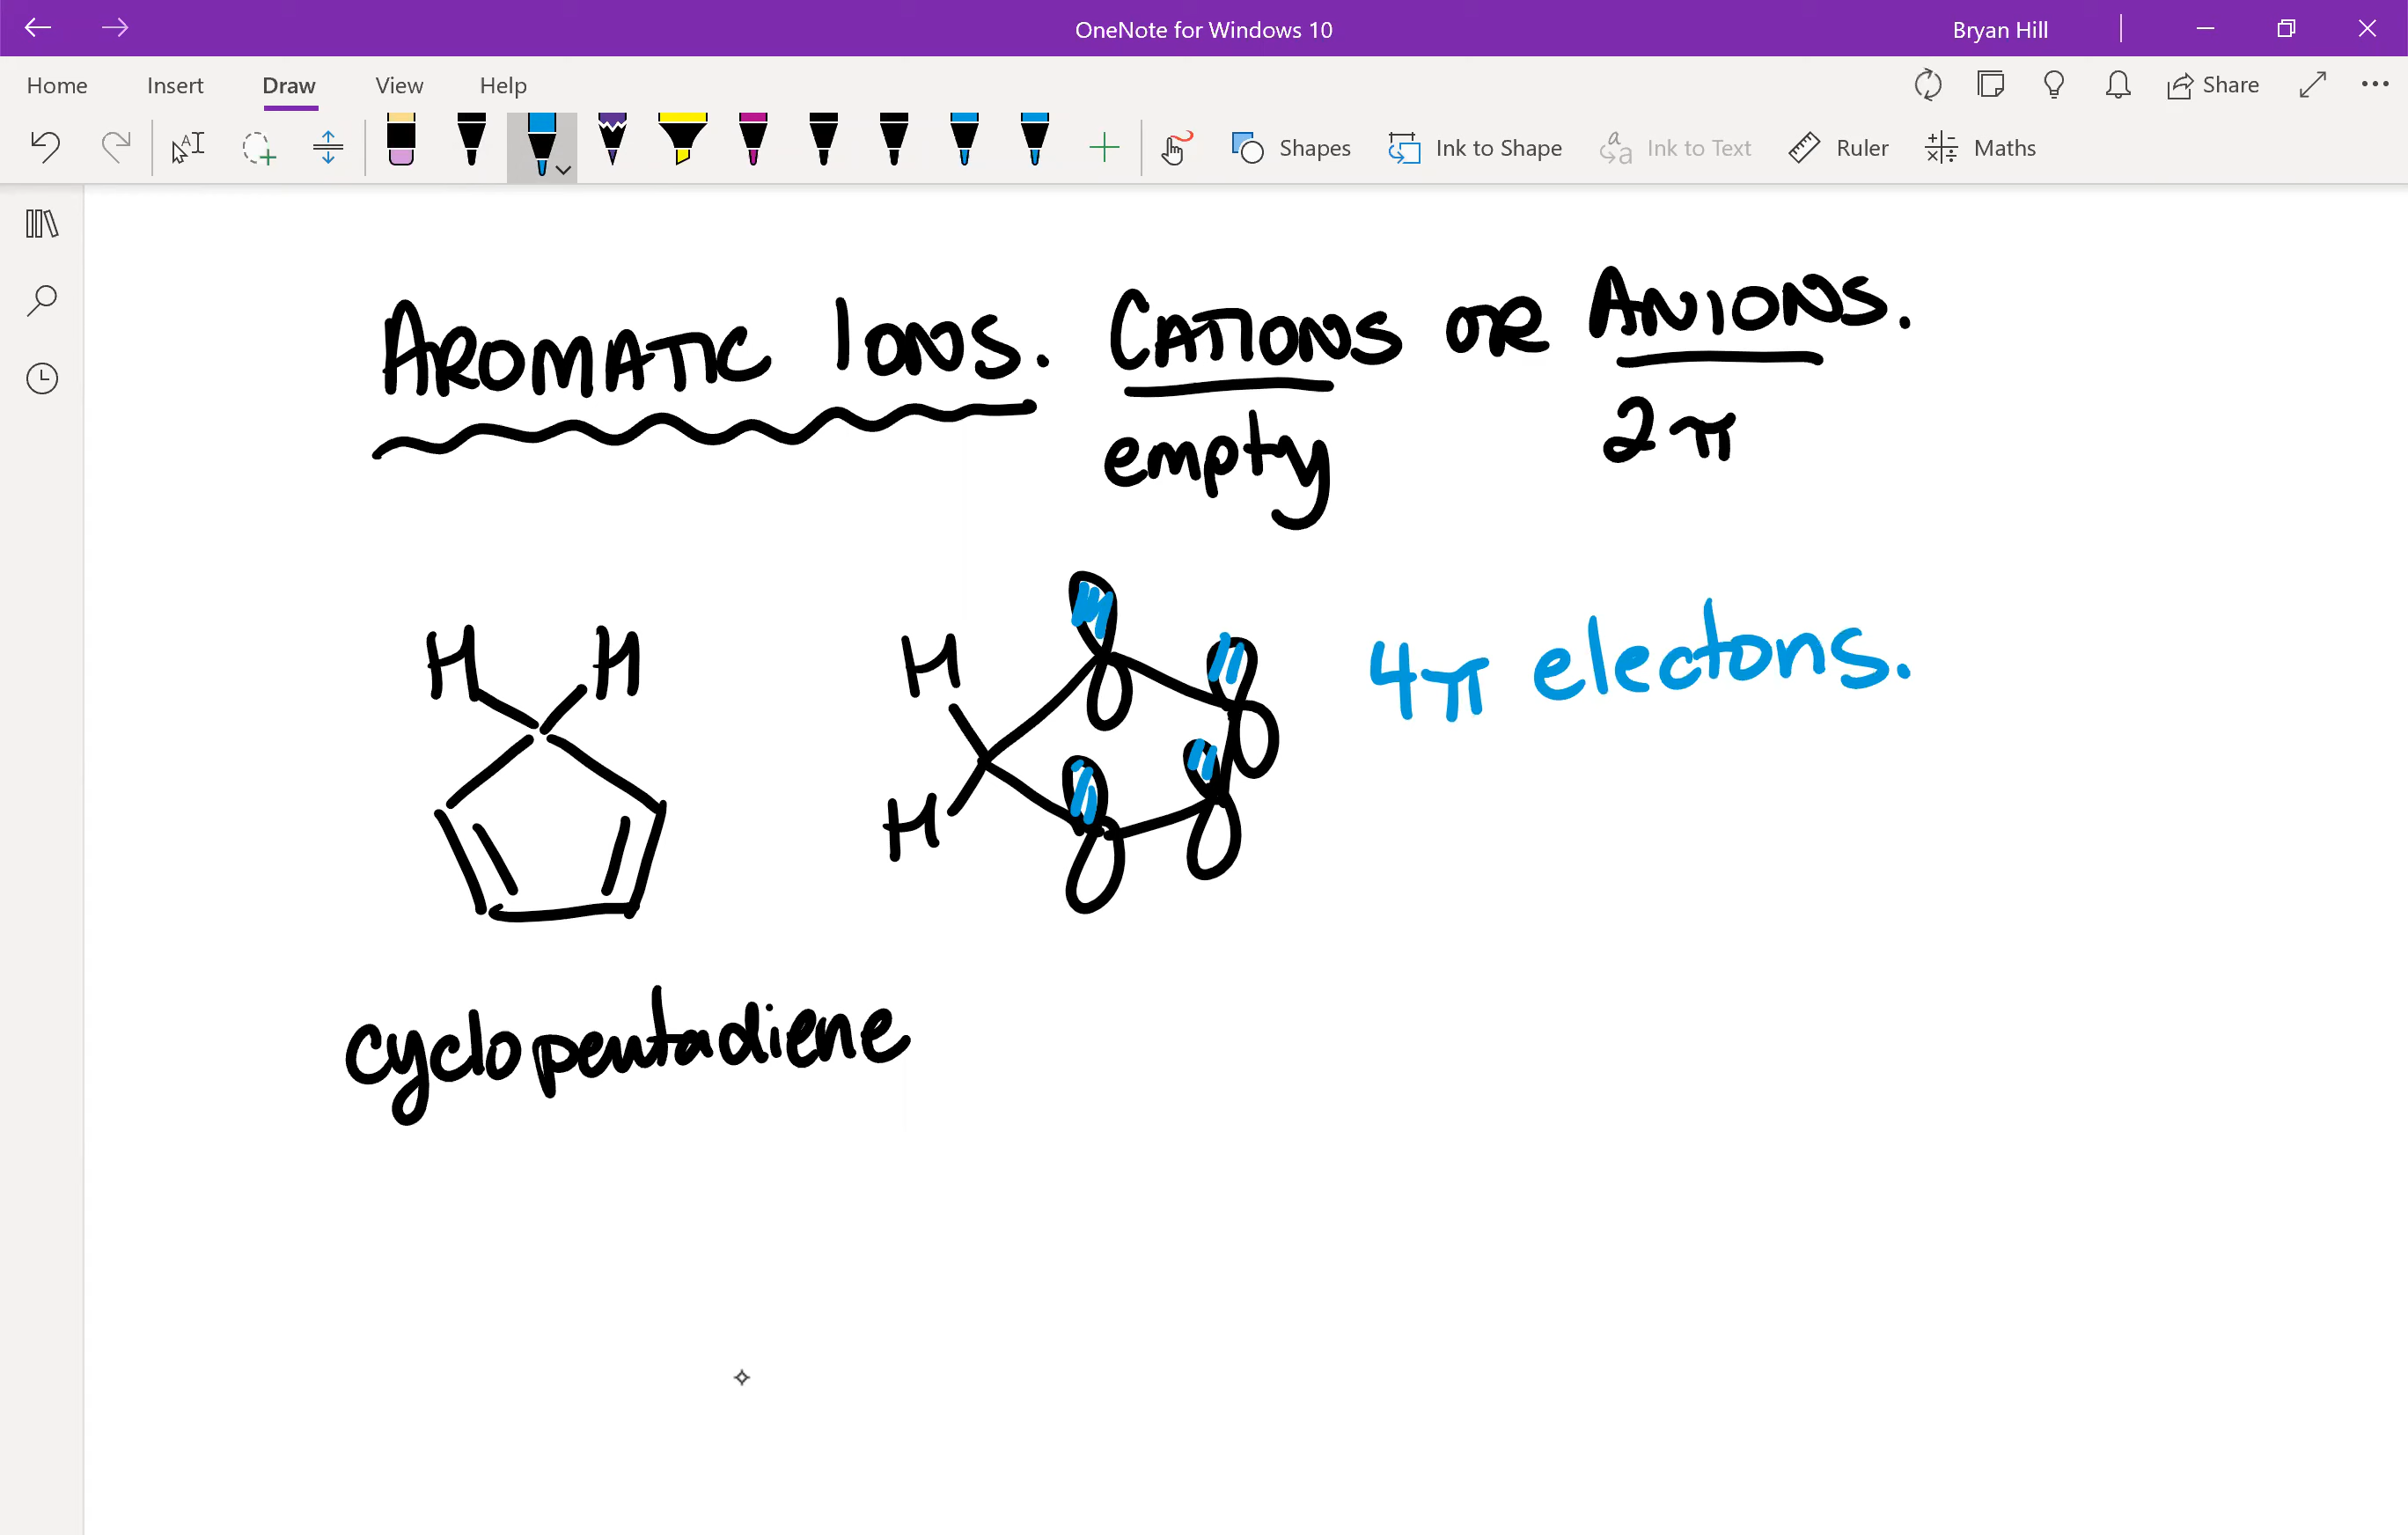 OneNote for Windows 10
Bryan Hill
Home Insert Draw View Help
Share
Shapes Ink to Shape Ink to Text Ruler Maths
AROMATIC IONS. CATIONS OR ANIONS.
empty 2π
H H
H
H
4π electons.
cyclopentadiene